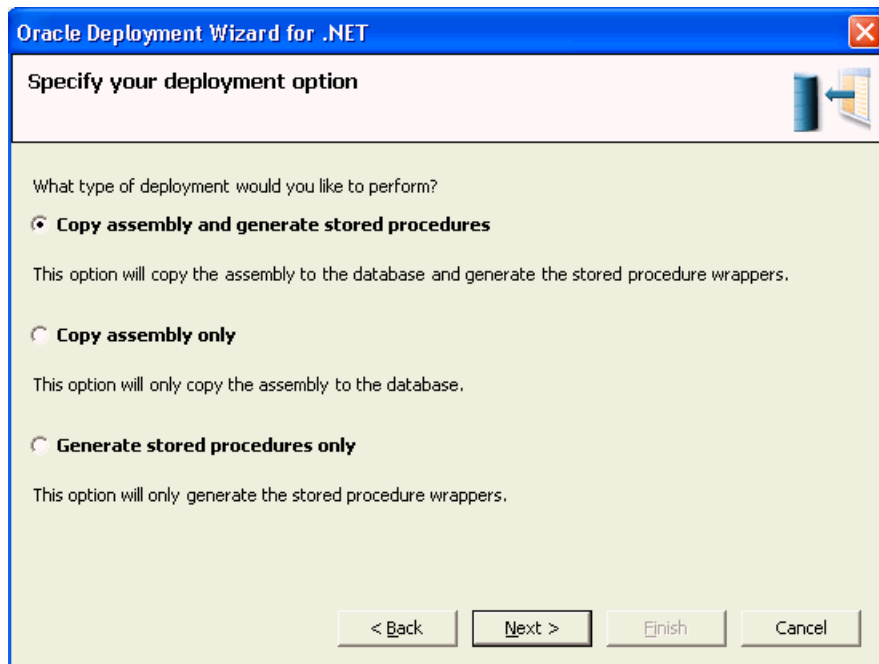 Oracle Deployment Wizard for .NET
Specify your deployment option
What type of deployment would you like to perform?
Copy assembly and generate stored procedures
This option will copy the assembly to the database and generate the stored procedure wrappers.
Copy assembly only
This option will only copy the assembly to the database.
Generate stored procedures only
This option will only generate the stored procedure wrappers.
< Back Next > Finish Cancel